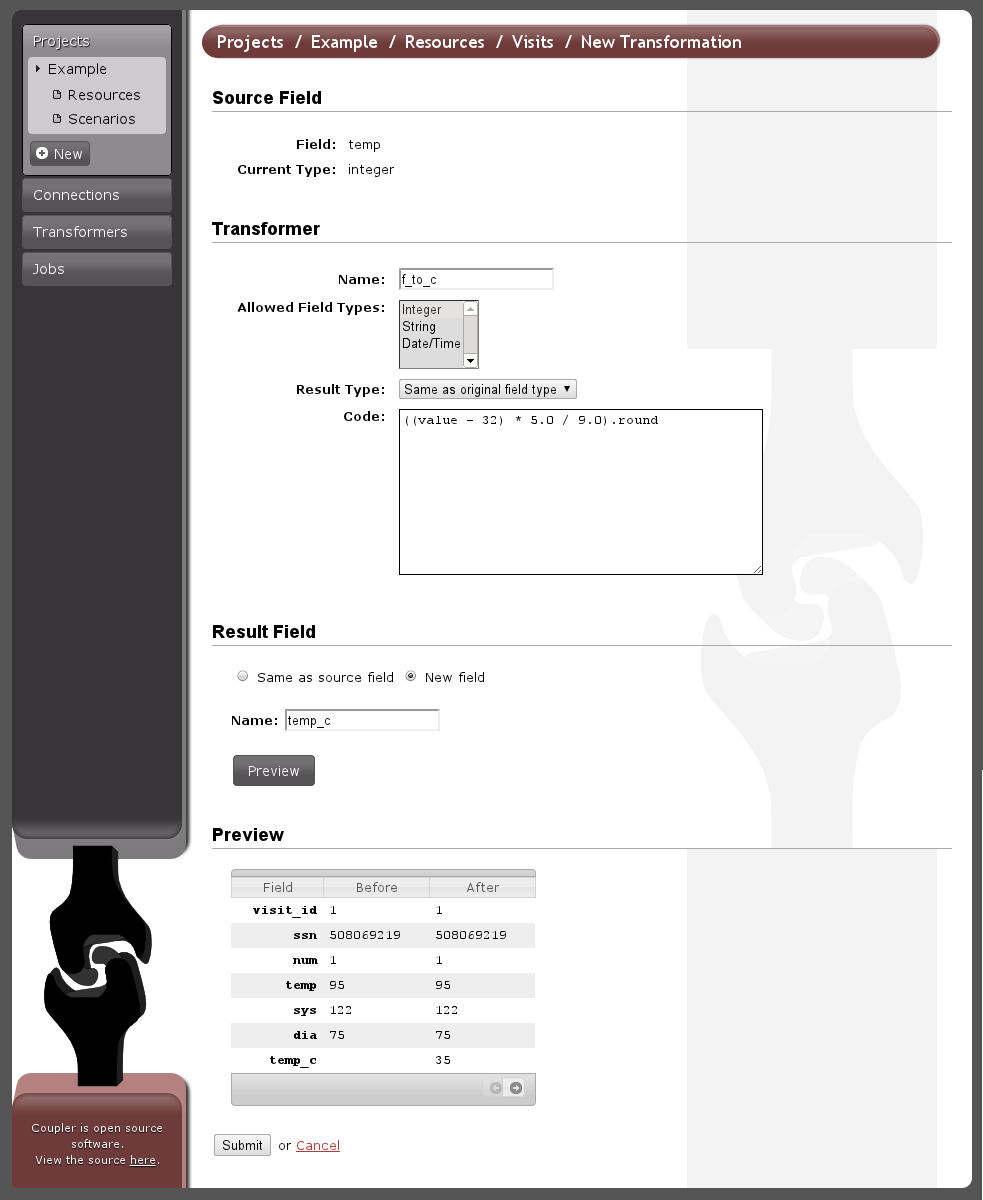 Projects
Example
Resources
Scenarios
New
Connections
Transformers
Jobs
Projects / Example / Resources / Visits / New Transformation
Source Field
Field: temp
Current Type: integer
Transformer
Name: f_to_c
Allowed Field Types: Integer
String
Date/Time
Result Type: Same as original field type
Code: ((value - 32) * 5.0 / 9.0).round
Result Field
Same as source field New field
Name: temp_c
Preview
Preview
Field Before After
visit_id 1 1
ssn 508069219 508069219
num 1 1
temp 95 95
sys 122 122
dia 75 75
temp_c 35
Submit or Cancel
Coupler is open source
software.
View the source here.